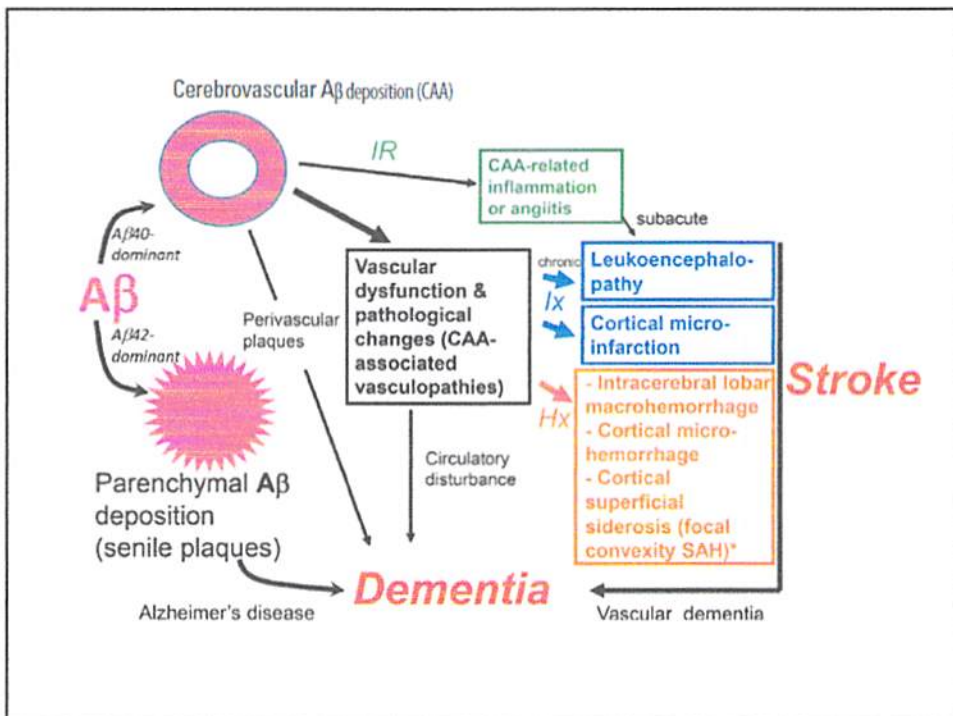 Cerebrovascular Aβ deposition (CAA)
IR
CAA-related
inflammation
or angiitis
subacute
Aβ40-
dominant
Aβ
Aβ42-
dominant
Perivascular
plaques
Vascular
dysfunction &
pathological
changes (CAA-
associated
vasculopathies)
chronic
Ix
Leukoencephalo-
pathy
Cortical micro-
infarction
Hx
- Intracerebral lobar
macrohemorrhage
- Cortical micro-
hemorrhage
- Cortical
superficial
siderosis (focal
convexity SAH)*
Stroke
Circulatory
disturbance
Parenchymal Aβ
deposition
(senile plaques)
Dementia
Alzheimer's disease
Vascular dementia